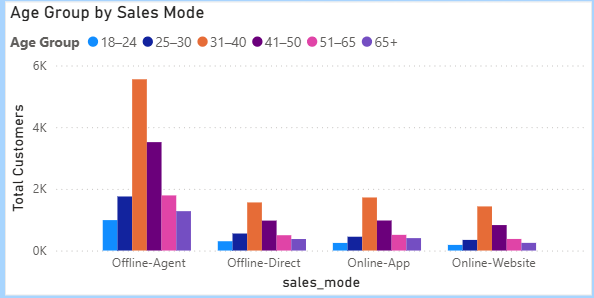 Age Group by Sales Mode
Age Group 18–24 25–30 31–40 41–50 51–65 65+
6K
4K
2K
0K
Total Customers
Offline-Agent Offline-Direct Online-App Online-Website
sales_mode